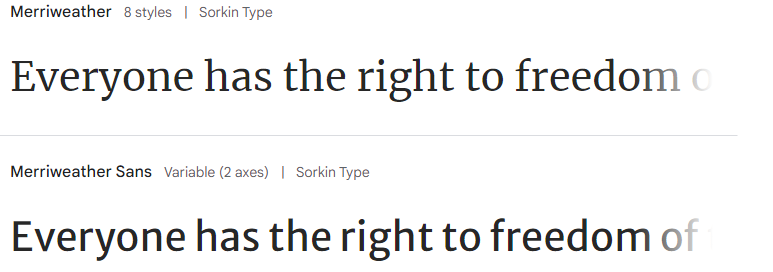 Merriweather 8 styles | Sorkin Type
Everyone has the right to freedom o
Merriweather Sans Variable (2 axes) | Sorkin Type
Everyone has the right to freedom of